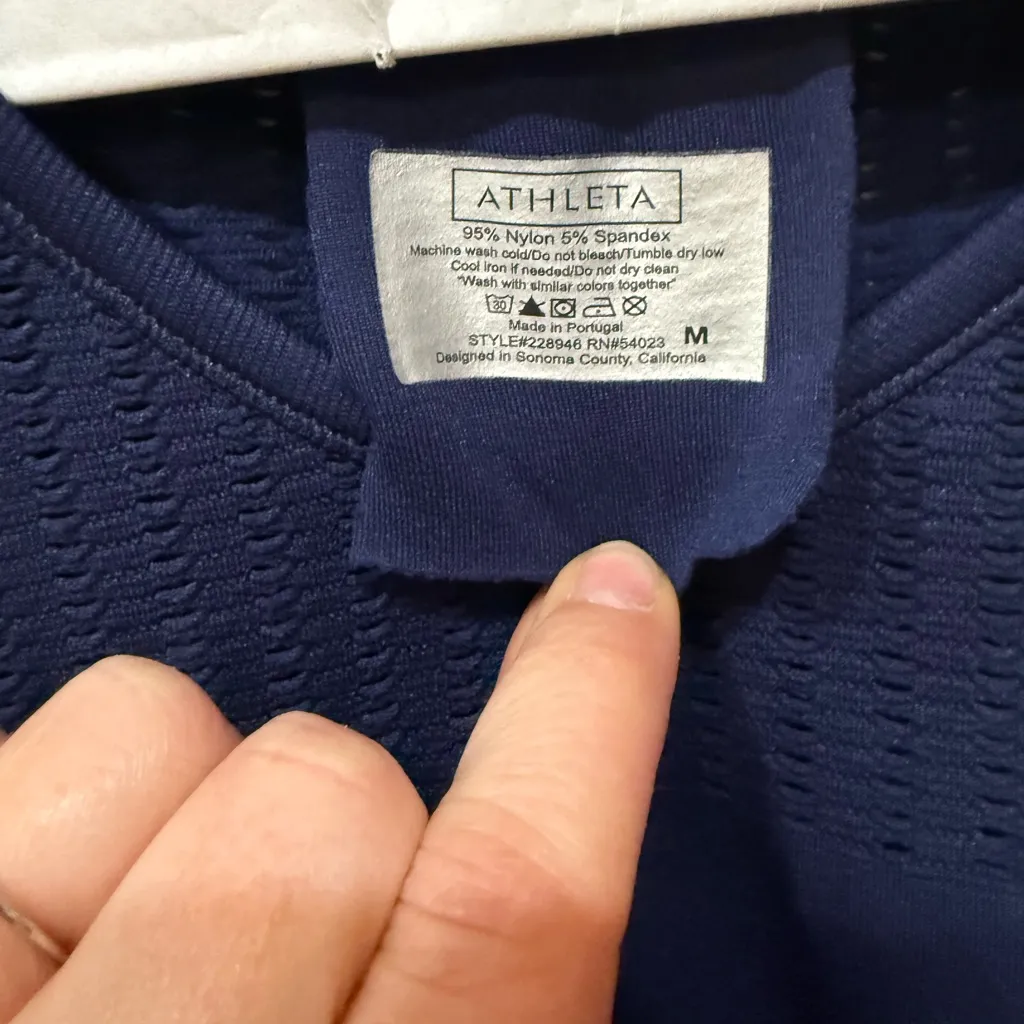 ATHLETA
95% Nylon 5% Spandex
Machine wash cold/Do not bleach/Tumble dry low
Cool iron if needed/Do not dry clean
"Wash with similar colors together"
30
Made in Portugal
STYLE#228946 RN#54023 M
Designed in Sonoma County, California